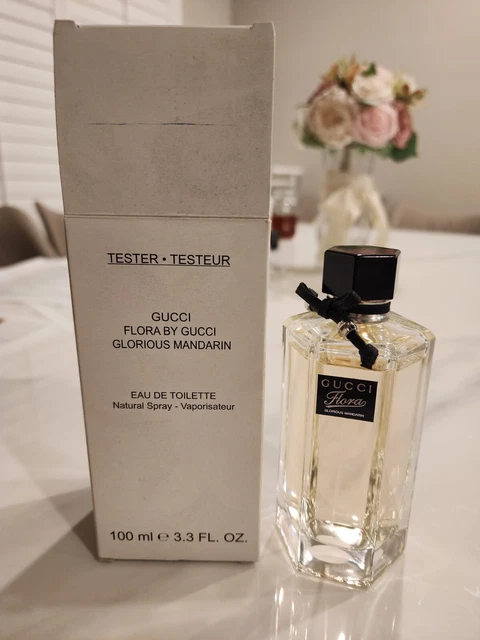 TESTER • TESTEUR
GUCCI
FLORA BY GUCCI
GLORIOUS MANDARIN
EAU DE TOILETTE
Natural Spray - Vaporisateur
100 ml ℮ 3.3 FL. OZ.
GUCCI
Flora
GLORIOUS MANDARIN